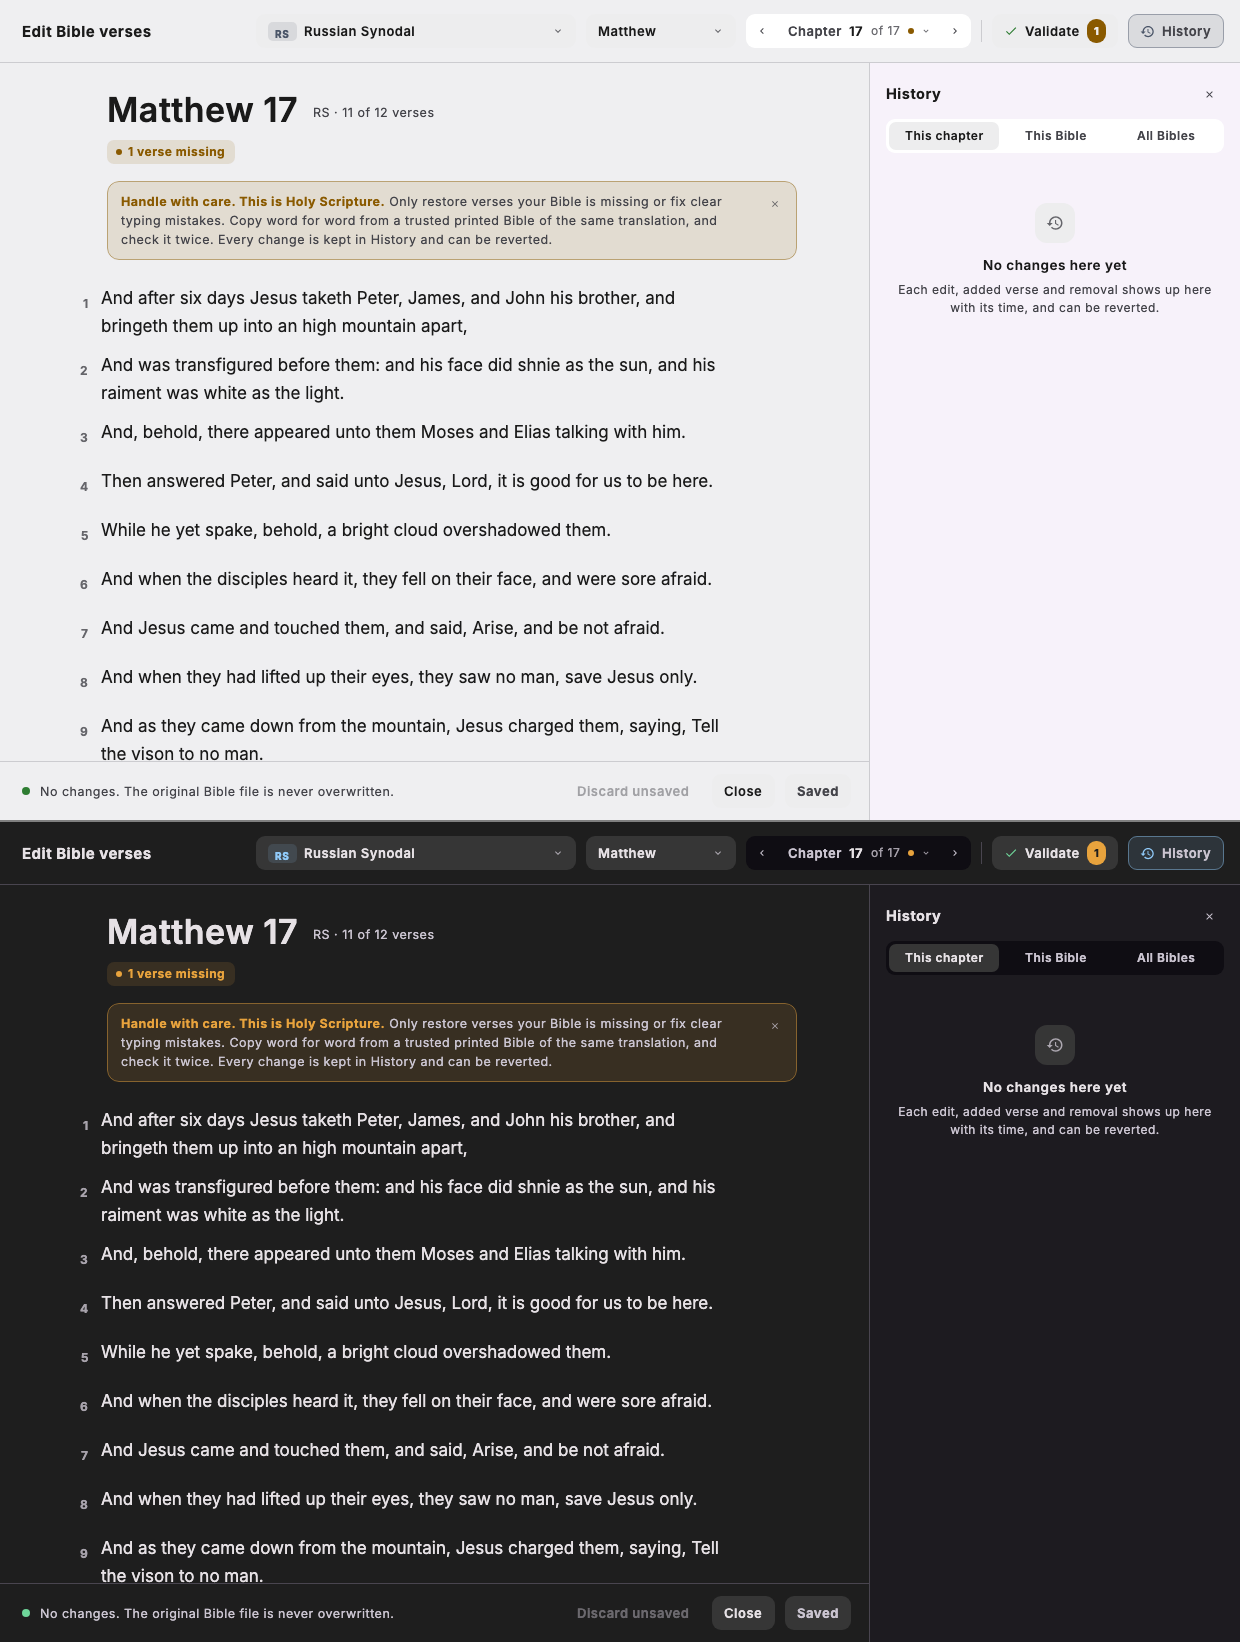 Edit Bible verses
RS Russian Synodal
Matthew
Chapter 17 of 17
Validate 1
History
Matthew 17 RS · 11 of 12 verses
1 verse missing
Handle with care. This is Holy Scripture. Only restore verses your Bible is missing or fix clear
typing mistakes. Copy word for word from a trusted printed Bible of the same translation, and
check it twice. Every change is kept in History and can be reverted.
1 And after six days Jesus taketh Peter, James, and John his brother, and
bringeth them up into an high mountain apart,
2 And was transfigured before them: and his face did shnie as the sun, and his
raiment was white as the light.
3 And, behold, there appeared unto them Moses and Elias talking with him.
4 Then answered Peter, and said unto Jesus, Lord, it is good for us to be here.
5 While he yet spake, behold, a bright cloud overshadowed them.
6 And when the disciples heard it, they fell on their face, and were sore afraid.
7 And Jesus came and touched them, and said, Arise, and be not afraid.
8 And when they had lifted up their eyes, they saw no man, save Jesus only.
9 And as they came down from the mountain, Jesus charged them, saying, Tell
the vison to no man.
No changes. The original Bible file is never overwritten.
Discard unsaved
Close
Saved
History
This chapter
This Bible
All Bibles
No changes here yet
Each edit, added verse and removal shows up here
with its time, and can be reverted.
Edit Bible verses
RS Russian Synodal
Matthew
Chapter 17 of 17
Validate 1
History
Matthew 17 RS · 11 of 12 verses
1 verse missing
Handle with care. This is Holy Scripture. Only restore verses your Bible is missing or fix clear
typing mistakes. Copy word for word from a trusted printed Bible of the same translation, and
check it twice. Every change is kept in History and can be reverted.
1 And after six days Jesus taketh Peter, James, and John his brother, and
bringeth them up into an high mountain apart,
2 And was transfigured before them: and his face did shnie as the sun, and his
raiment was white as the light.
3 And, behold, there appeared unto them Moses and Elias talking with him.
4 Then answered Peter, and said unto Jesus, Lord, it is good for us to be here.
5 While he yet spake, behold, a bright cloud overshadowed them.
6 And when the disciples heard it, they fell on their face, and were sore afraid.
7 And Jesus came and touched them, and said, Arise, and be not afraid.
8 And when they had lifted up their eyes, they saw no man, save Jesus only.
9 And as they came down from the mountain, Jesus charged them, saying, Tell
the vison to no man.
No changes. The original Bible file is never overwritten.
Discard unsaved
Close
Saved
History
This chapter
This Bible
All Bibles
No changes here yet
Each edit, added verse and removal shows up here
with its time, and can be reverted.